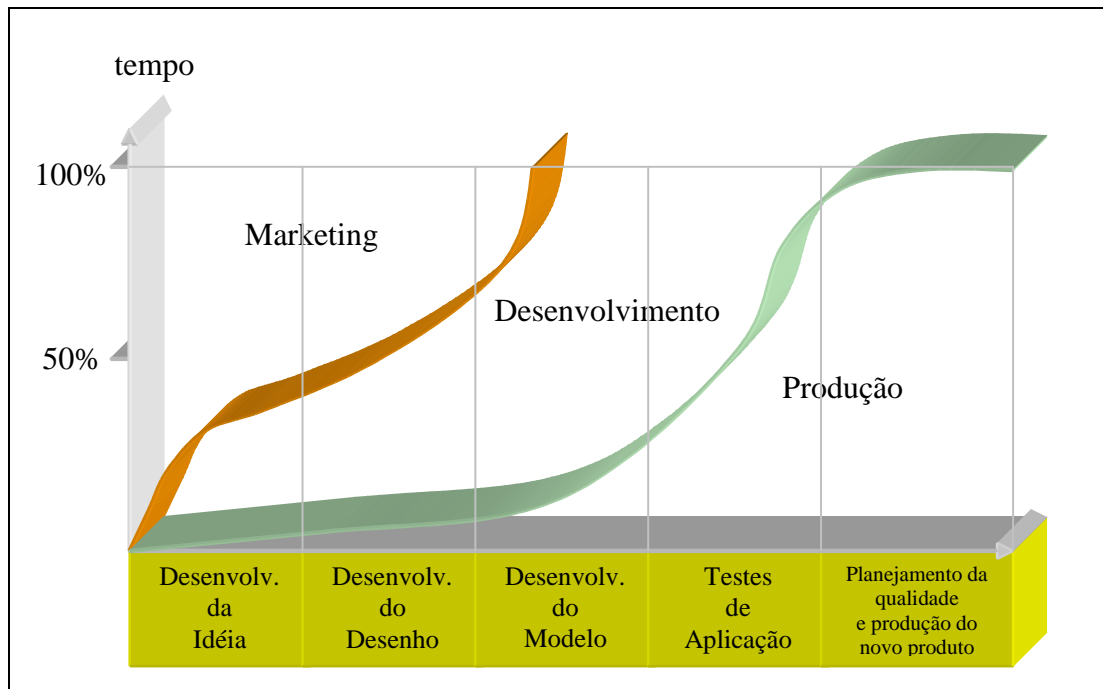 tempo
100%
Marketing
Desenvolvimento
50%
Produção
Desenvolv.
da
Idéia
Desenvolv.
do
Desenho
Desenvolv.
do
Modelo
Testes
de
Aplicação
Planejamento da
qualidade
e produção do
novo produto